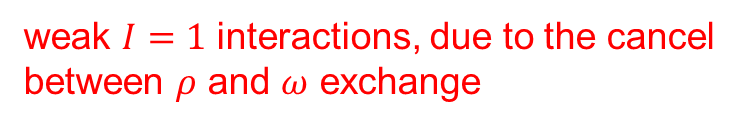 weak 𝐼 = 1 interactions, due to the cancel
between 𝜌 and 𝜔 exchange